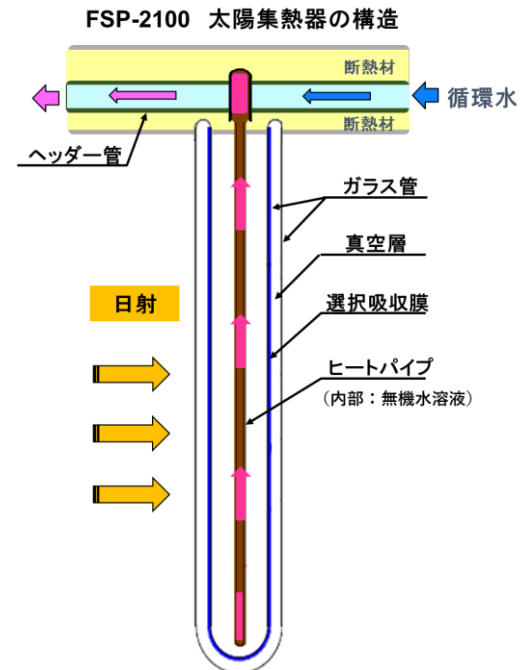 FSP-2100 太陽集熱器の構造
断熱材
循環水
断熱材
ヘッダー管
ガラス管
真空層
日射
選択吸収膜
ヒートパイプ
（内部：無機水溶液）